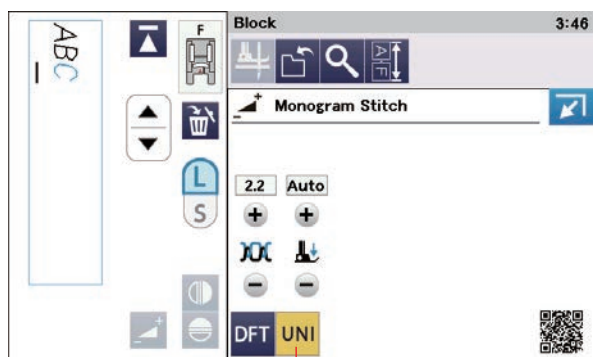 ABC
F
L
S
Block 3:46
A-F
Monogram Stitch
2.2 Auto
DFT UNI